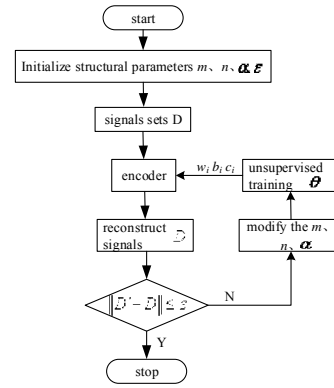 start
Initialize structural parameters m、n、α,ε
signals sets D
encoder
w_i b_i c_i
unsupervised
training θ
reconstruct
signals D
modify the m、
n、α
‖D' − D‖ ≤ ε
N
Y
stop